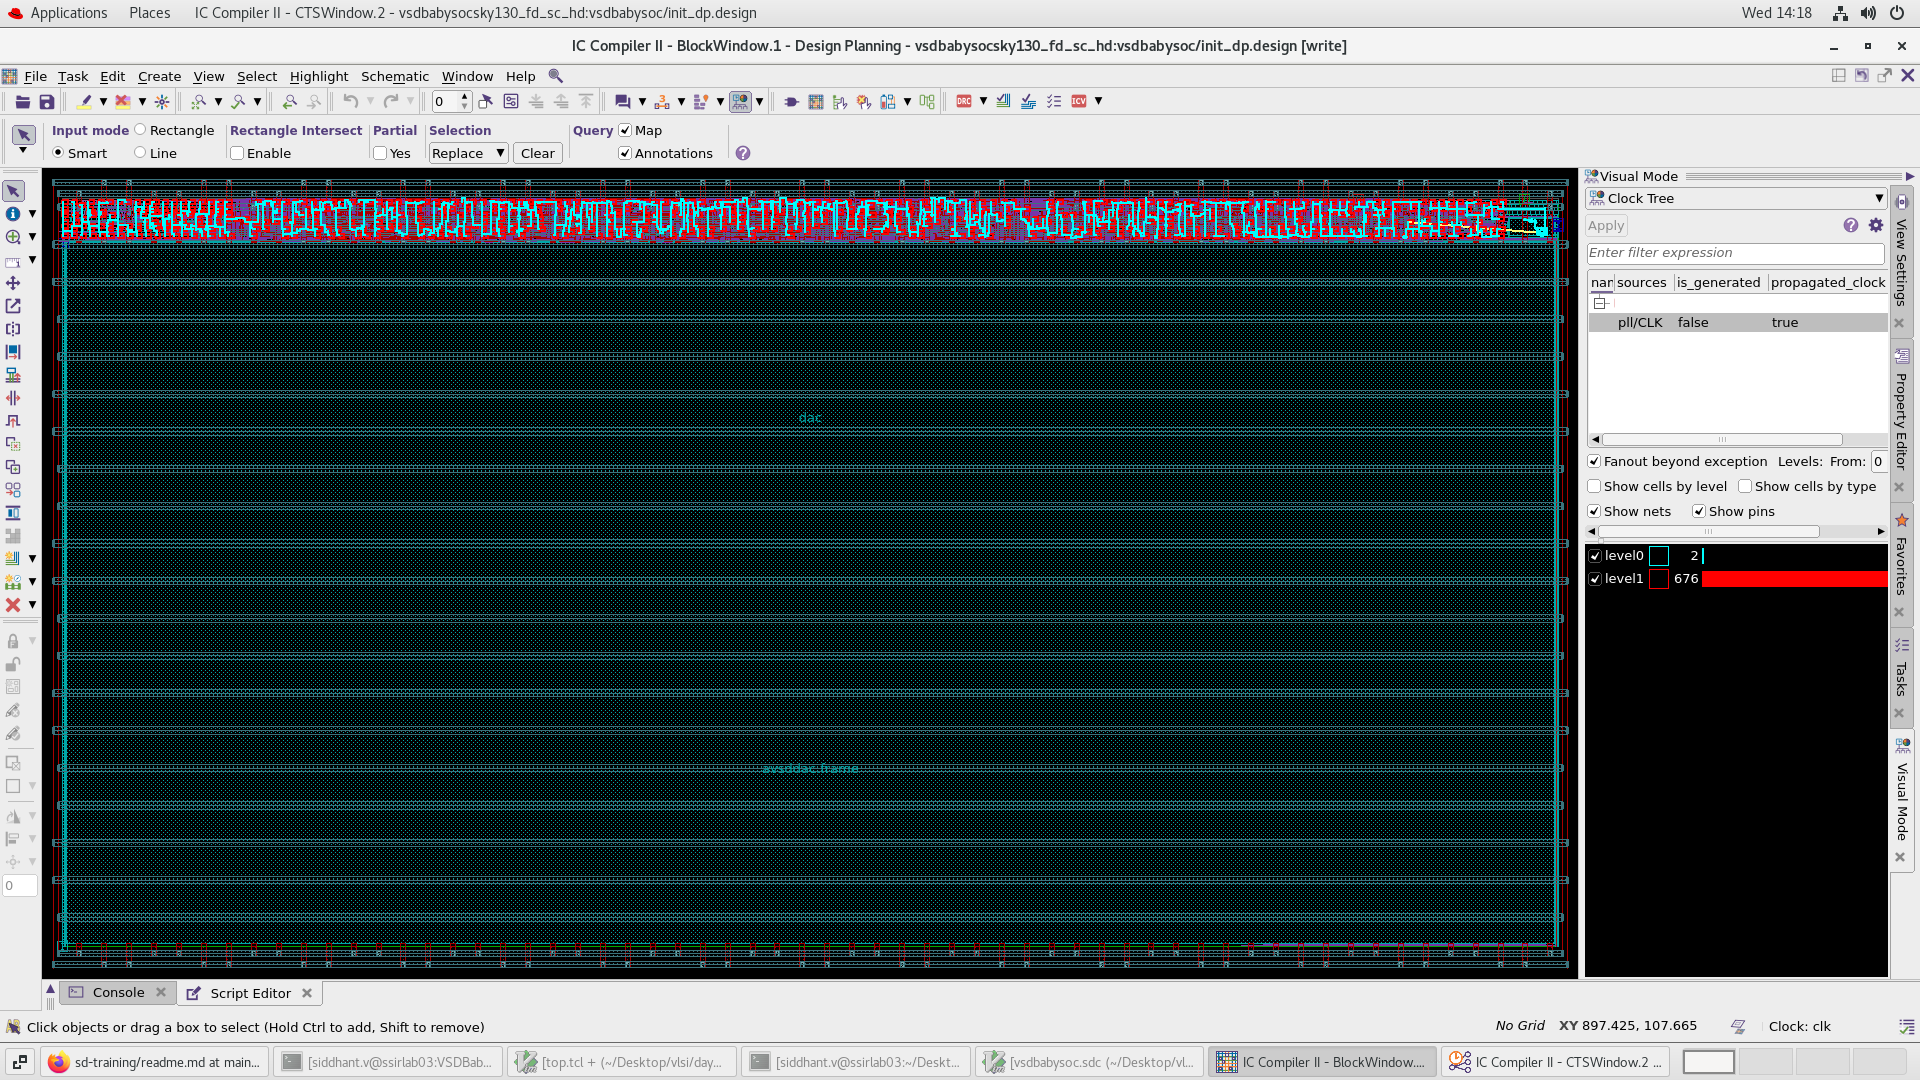 Applications Places IC Compiler II - CTSWindow.2 - vsdbabysocsky130_fd_sc_hd:vsdbabysoc/init_dp.design Wed 14:18
IC Compiler II - BlockWindow.1 - Design Planning - vsdbabysocsky130_fd_sc_hd:vsdbabysoc/init_dp.design [write]
File Task Edit Create View Select Highlight Schematic Window Help
0 DRC ICV
Input mode Rectangle Rectangle Intersect Partial Selection Query Map
Smart Line Enable Yes Replace Clear Annotations
Visual Mode
Clock Tree
Apply
Enter filter expression
nar sources is_generated propagated_clock
pll/CLK false true
dac
avsddac.frame
Fanout beyond exception Levels: From: 0
Show cells by level Show cells by type
Show nets Show pins
level0 2
level1 676
View Settings
Property Editor
Favorites
Tasks
Visual Mode
0
Console Script Editor
Click objects or drag a box to select (Hold Ctrl to add, Shift to remove) No Grid XY 897.425, 107.665 Clock: clk
sd-training/readme.md at main... [siddhant.v@ssirlab03:VSDBab... [top.tcl + (~/Desktop/vlsi/day... [siddhant.v@ssirlab03:~/Deskt... [vsdbabysoc.sdc (~/Desktop/vl... IC Compiler II - BlockWindow.... IC Compiler II - CTSWindow.2 ...